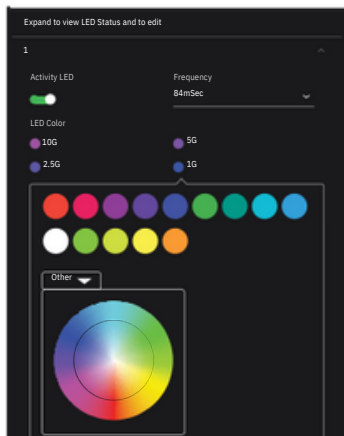 Expand to view LED Status and to edit
1
Activity LED
Frequency
84mSec
LED Color
10G
5G
2.5G
1G
Other